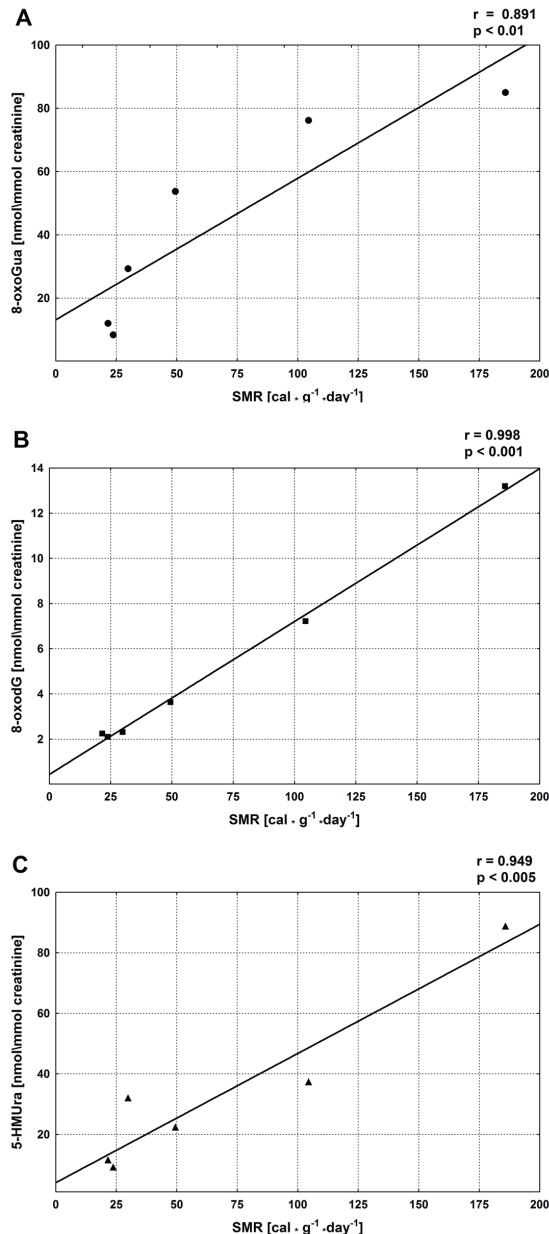 A
r = 0.891
p < 0.01
100
80
60
40
20
8-oxoGua [nmol\mmol creatinine]
0 25 50 75 100 125 150 175 200
SMR [cal * g⁻¹ *day⁻¹]
B
r = 0.998
p < 0.001
14
12
10
8
6
4
2
8-oxodG [nmol\mmol creatinine]
0 25 50 75 100 125 150 175 200
SMR [cal * g⁻¹ *day⁻¹]
C
r = 0.949
p < 0.005
100
80
60
40
20
5-HMUra [nmol\mmol creatinine]
0 25 50 75 100 125 150 175 200
SMR [cal * g⁻¹ *day⁻¹]